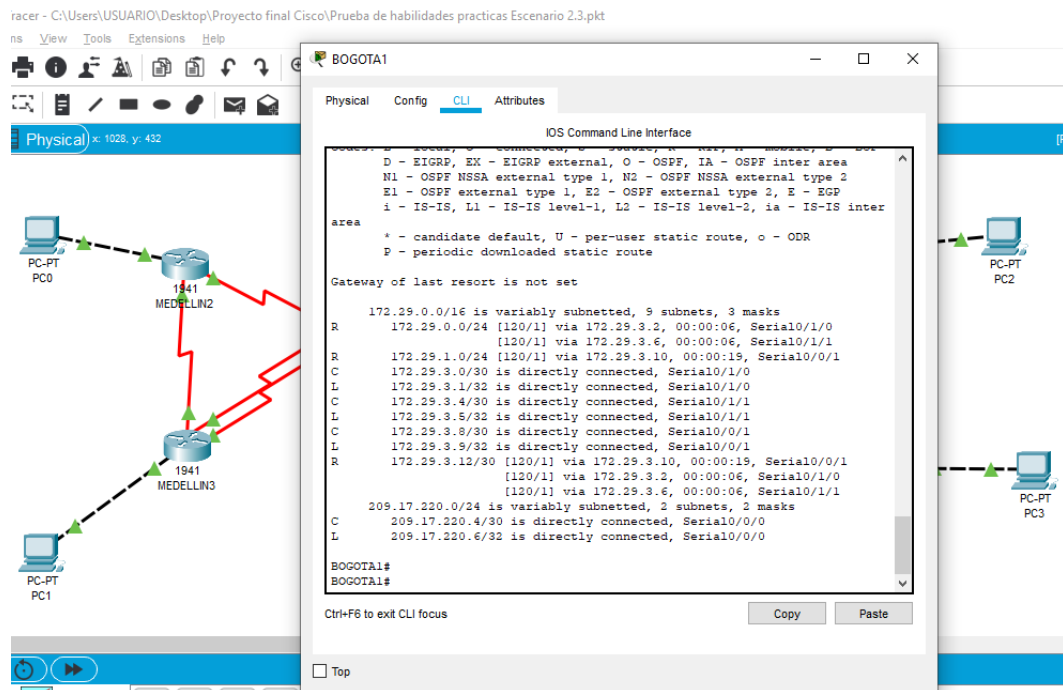 racer - C:\Users\USUARIO\Desktop\Proyecto final Cisco\Prueba de habilidades practicas Escenario 2.3.pkt
ns View Tools Extensions Help
BOGOTA1
Physical Config CLI Attributes
Physical x: 1028, y: 432
IOS Command Line Interface
D - EIGRP, EX - EIGRP external, O - OSPF, IA - OSPF inter area
N1 - OSPF NSSA external type 1, N2 - OSPF NSSA external type 2
E1 - OSPF external type 1, E2 - OSPF external type 2, E - EGP
i - IS-IS, L1 - IS-IS level-1, L2 - IS-IS level-2, ia - IS-IS inter
area
* - candidate default, U - per-user static route, o - ODR
P - periodic downloaded static route
Gateway of last resort is not set
172.29.0.0/16 is variably subnetted, 9 subnets, 3 masks
R 172.29.0.0/24 [120/1] via 172.29.3.2, 00:00:06, Serial0/1/0
[120/1] via 172.29.3.6, 00:00:06, Serial0/1/1
R 172.29.1.0/24 [120/1] via 172.29.3.10, 00:00:19, Serial0/0/1
C 172.29.3.0/30 is directly connected, Serial0/1/0
L 172.29.3.1/32 is directly connected, Serial0/1/0
C 172.29.3.4/30 is directly connected, Serial0/1/1
L 172.29.3.5/32 is directly connected, Serial0/1/1
C 172.29.3.8/30 is directly connected, Serial0/0/1
L 172.29.3.9/32 is directly connected, Serial0/0/1
R 172.29.3.12/30 [120/1] via 172.29.3.10, 00:00:19, Serial0/0/1
[120/1] via 172.29.3.2, 00:00:06, Serial0/1/0
[120/1] via 172.29.3.6, 00:00:06, Serial0/1/1
209.17.220.0/24 is variably subnetted, 2 subnets, 2 masks
C 209.17.220.4/30 is directly connected, Serial0/0/0
L 209.17.220.6/32 is directly connected, Serial0/0/0
BOGOTA1#
BOGOTA1#
Ctrl+F6 to exit CLI focus
Copy Paste
Top
PC-PT
PC0
1941
MEDELLIN2
1941
MEDELLIN3
PC-PT
PC1
PC-PT
PC2
PC-PT
PC3